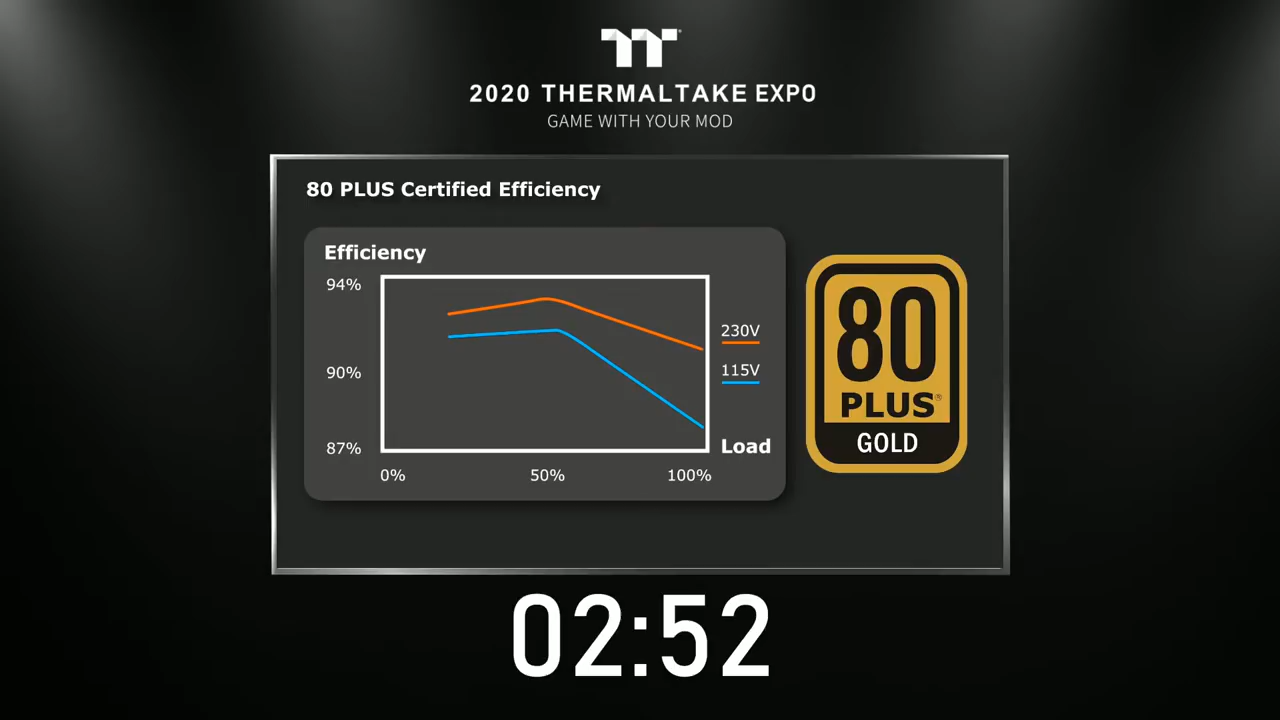 2020 THERMALTAKE EXPO
GAME WITH YOUR MOD
80 PLUS Certified Efficiency
Efficiency
94%
90%
87%
0%
50%
100%
230V
115V
Load
80
PLUS®
GOLD
02:52